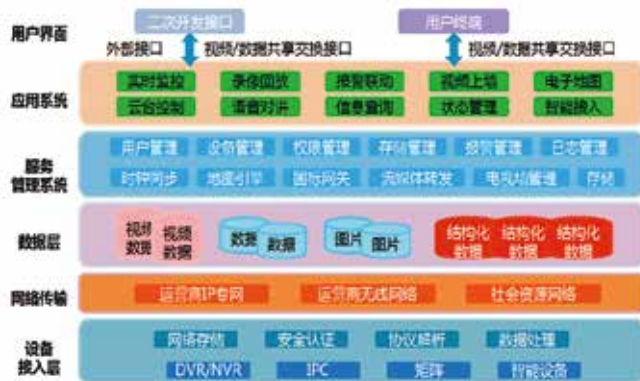 用户界面
二次开发接口
用户终端
外部接口
视频/数据共享交换接口
视频/数据共享交换接口
应用系统
实时监控
录像回放
报警联动
视频上墙
电子地图
云台控制
语音对讲
信息查询
状态管理
智能接入
服务
管理系统
用户管理
设备管理
权限管理
存储管理
报警管理
日志管理
时钟同步
地图引擎
国标网关
流媒体转发
电视墙管理
存储
数据层
视频
数据
视频
数据
数据
数据
图片
图片
结构化
数据
结构化
数据
结构化
数据
网络传输
运营商IP专网
运营商无线网络
社会资源网络
设备
接入层
网络存储
安全认证
协议解析
数据处理
DVR/NVR
IPC
矩阵
智能设备